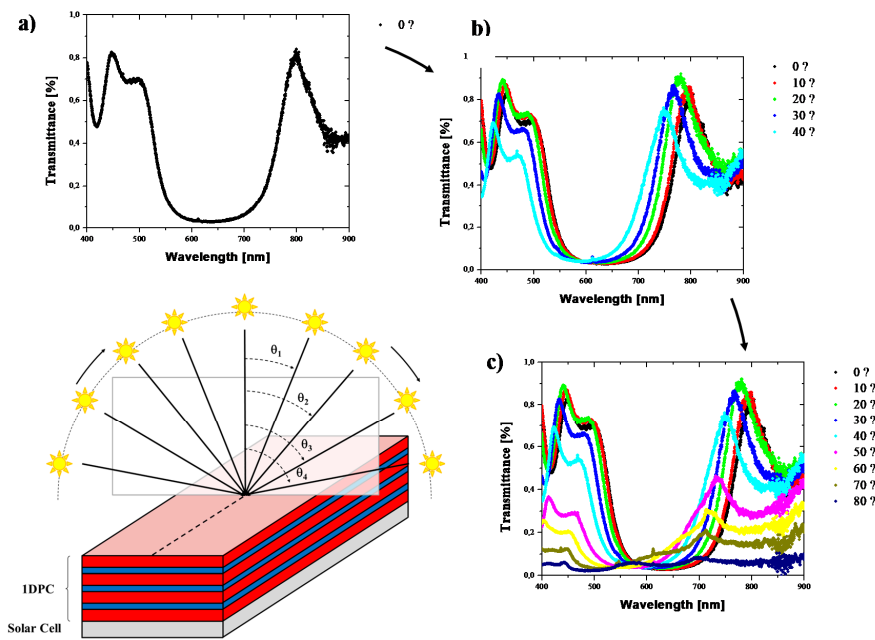 a)
0 ?
Transmittance [%]
1,0
0,8
0,6
0,4
0,2
0,0
400 500 600 700 800 900
Wavelength [nm]
b)
0 ?
10 ?
20 ?
30 ?
40 ?
Transmittance [%]
1
0,8
0,6
0,4
0,2
0,0
400 500 600 700 800 900
Wavelength [nm]
θ1
θ2
θ3
θ4
1DPC
Solar Cell
c)
0 ?
10 ?
20 ?
30 ?
40 ?
50 ?
60 ?
70 ?
80 ?
Transmittance [%]
1,0
0,8
0,6
0,4
0,2
0,0
400 500 600 700 800 900
Wavelength [nm]